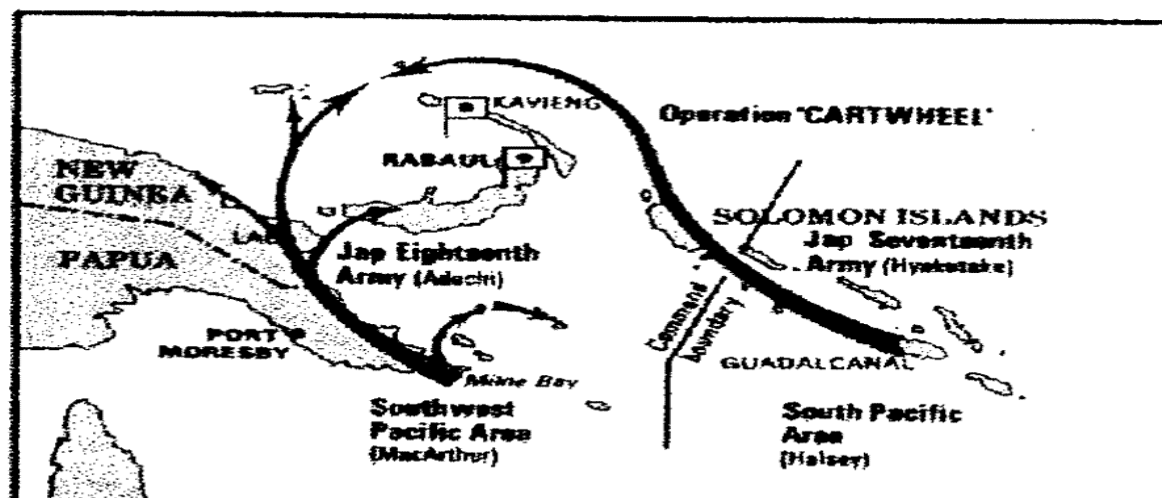 KAVIENG
Operation "CARTWHEEL"
RABAUL
NEW
GUINEA
SOLOMON ISLANDS
LAE
Jap Eighteenth
Army (Adachi)
Jap Seventeenth
Army (Hyakutake)
PAPUA
Command
boundary
PORT
MORESBY
GUADALCANAL
Milne Bay
Southwest
Pacific Area
(MacArthur)
South Pacific
Area
(Halsey)